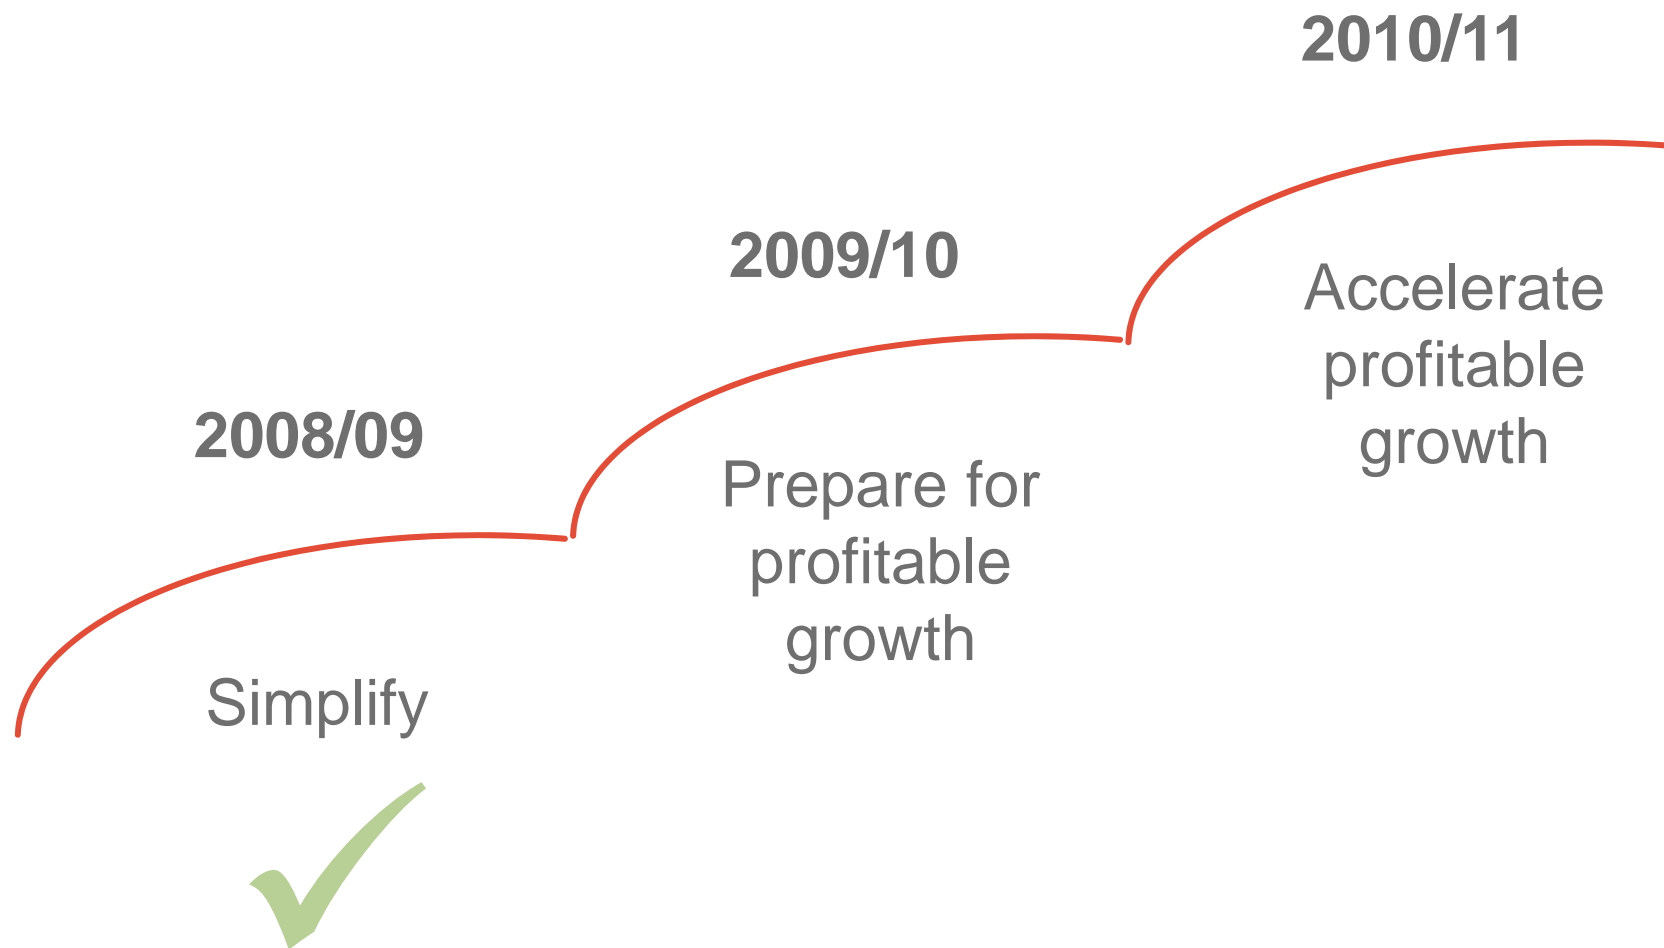 2008/09
Simplify
2009/10
Prepare for
profitable
growth
2010/11
Accelerate
profitable
growth